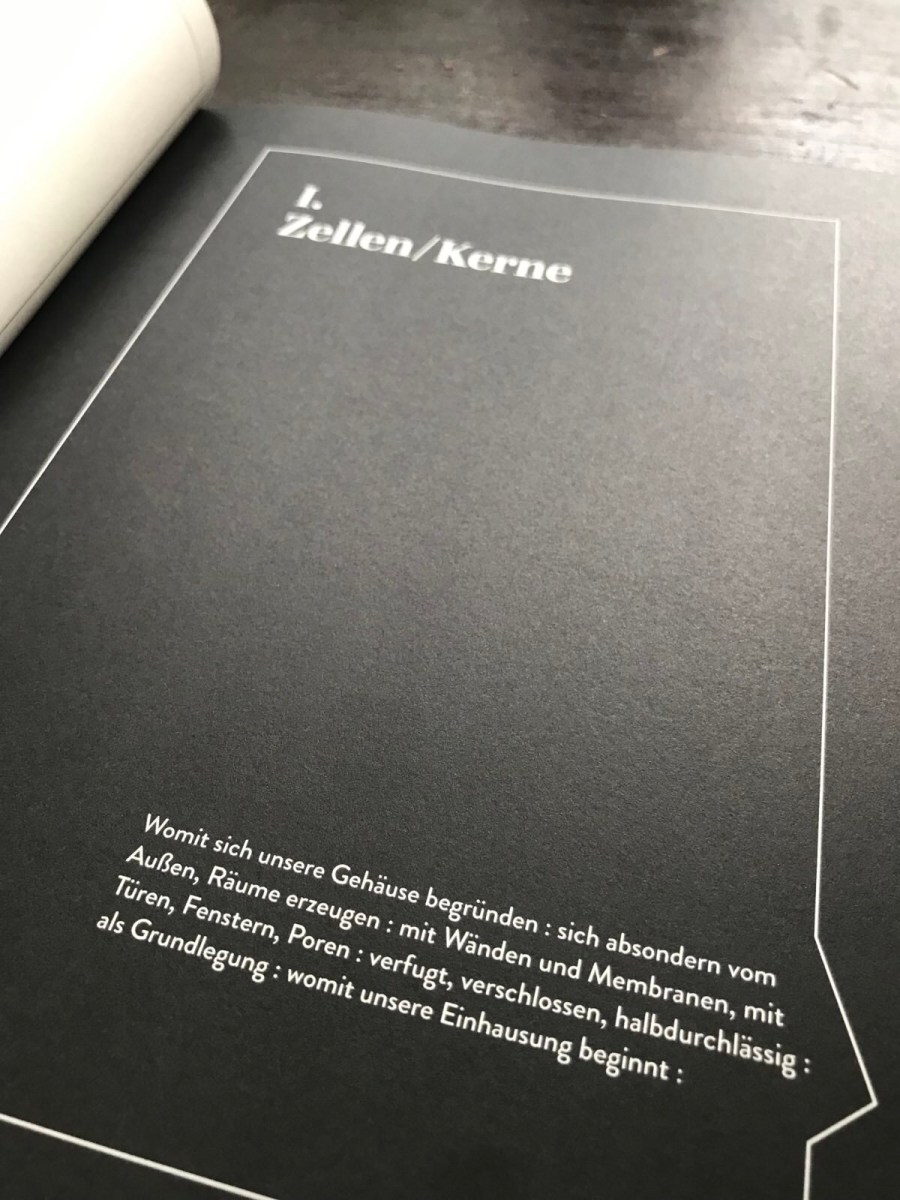 I.
Zellen/Kerne
Womit sich unsere Gehäuse begründen : sich absondern vom
Außen, Räume erzeugen : mit Wänden und Membranen, mit
Türen, Fenstern, Poren : verfugt, verschlossen, halbdurchlässig :
als Grundlegung : womit unsere Einhausung beginnt :